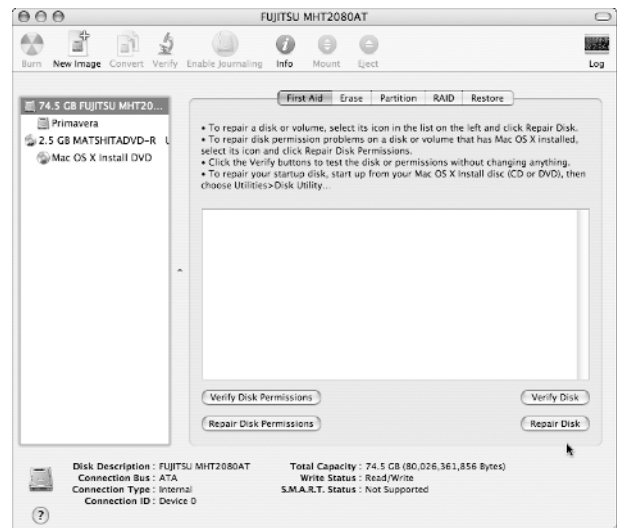 FUJITSU MHT2080AT
Burn New Image Convert Verify Enable Journaling Info Mount Eject Log
74.5 GB FUJITSU MHT20...
Primavera
2.5 GB MATSHITADVD-R U
Mac OS X Install DVD
First Aid Erase Partition RAID Restore
• To repair a disk or volume, select its icon in the list on the left and click Repair Disk.
• To repair disk permission problems on a disk or volume that has Mac OS X installed,
select its icon and click Repair Disk Permissions.
• Click the Verify buttons to test the disk or permissions without changing anything.
• To repair your startup disk, start up from your Mac OS X Install disc (CD or DVD), then
choose Utilities>Disk Utility...
Verify Disk Permissions Verify Disk
Repair Disk Permissions Repair Disk
Disk Description : FUJITSU MHT2080AT
Connection Bus : ATA
Connection Type : Internal
Connection ID : Device 0
Total Capacity : 74.5 GB (80,026,361,856 Bytes)
Write Status : Read/Write
S.M.A.R.T. Status : Not Supported
?